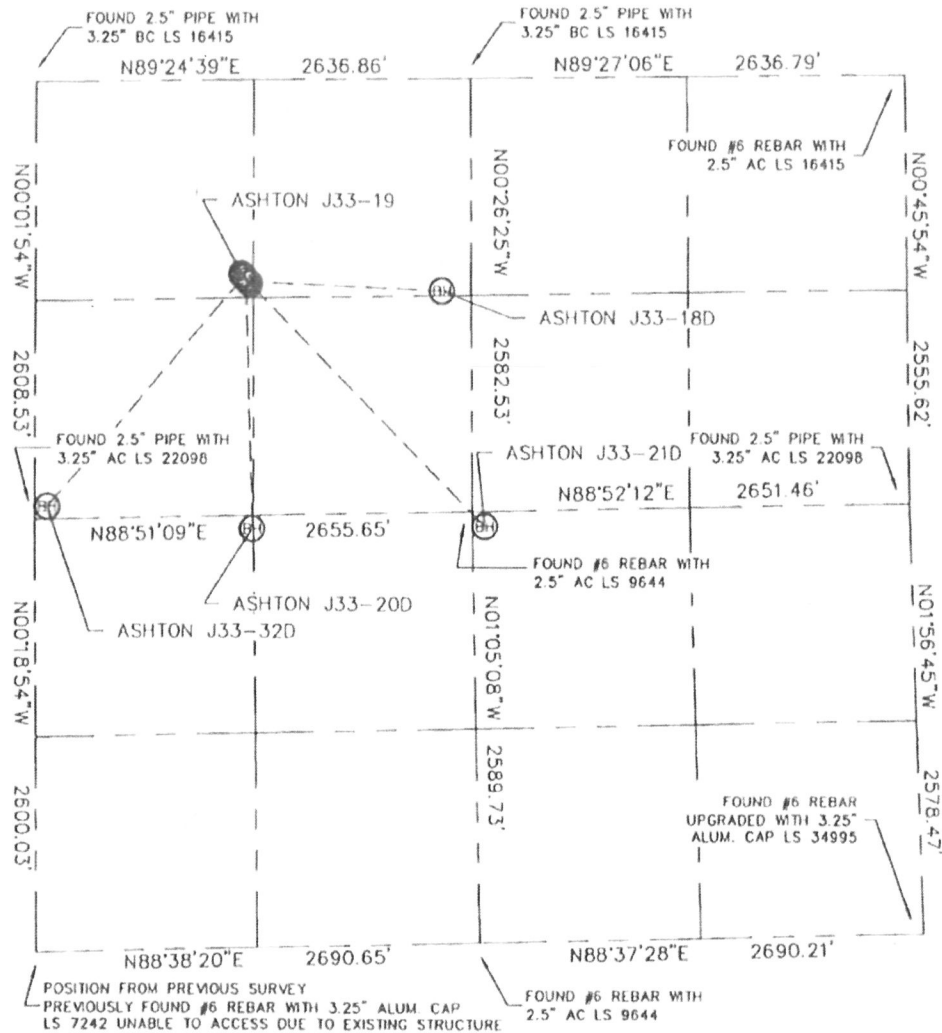 FOUND 2.5" PIPE WITH
3.25" BC LS 16415
FOUND 2.5" PIPE WITH
3.25" BC LS 16415
N89°24'39"E 2636.86'
N89°27'06"E 2636.79'
FOUND #6 REBAR WITH
2.5" AC LS 16415
N00°01'54"W
N00°26'25"W
N00°45'54"W
ASHTON J33-19
BH
ASHTON J33-18D
2608.53'
2582.53'
2555.62'
FOUND 2.5" PIPE WITH
3.25" AC LS 22098
ASHTON J33-21D
FOUND 2.5" PIPE WITH
3.25" AC LS 22098
N88°52'12"E 2651.46'
BH
N88°51'09"E 2655.65'
BH
BH
FOUND #6 REBAR WITH
2.5" AC LS 9644
ASHTON J33-20D
ASHTON J33-32D
N00°18'54"W
N01°05'08"W
N01°56'45"W
2600.03'
2589.73'
2578.47'
FOUND #6 REBAR
UPGRADED WITH 3.25"
ALUM. CAP LS 34995
N88°38'20"E 2690.65'
N88°37'28"E 2690.21'
POSITION FROM PREVIOUS SURVEY
PREVIOUSLY FOUND #6 REBAR WITH 3.25" ALUM. CAP
LS 7242 UNABLE TO ACCESS DUE TO EXISTING STRUCTURE
FOUND #6 REBAR WITH
2.5" AC LS 9644